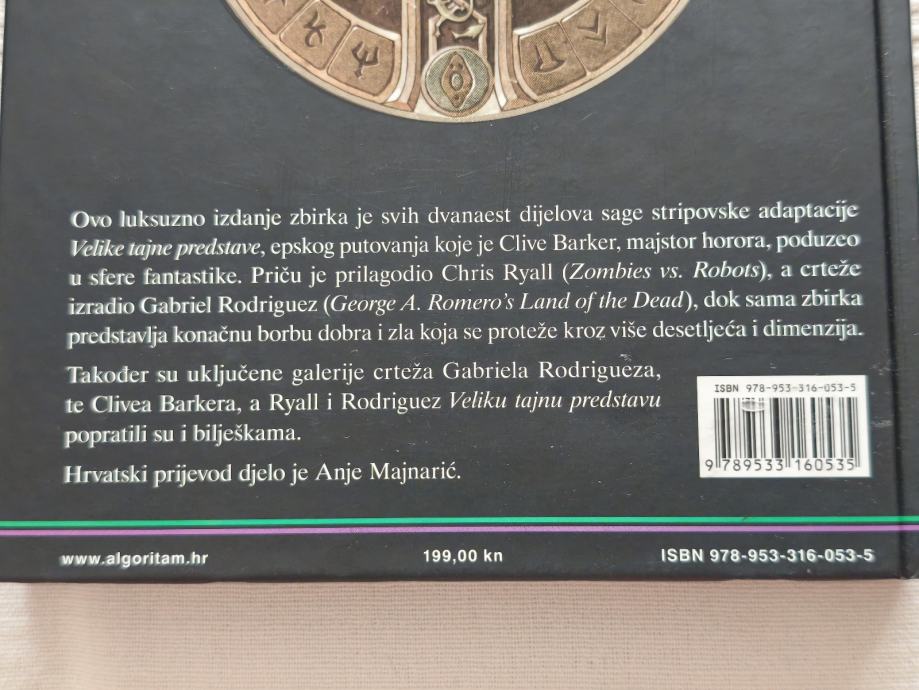 Ovo luksuzno izdanje zbirka je svih dvanaest dijelova sage stripovske adaptacije
Velike tajne predstave, epskog putovanja koje je Clive Barker, majstor horora, poduzeo
u sfere fantastike. Priču je prilagodio Chris Ryall (Zombies vs. Robots), a crteže
izradio Gabriel Rodriguez (George A. Romero's Land of the Dead), dok sama zbirka
predstavlja konačnu borbu dobra i zla koja se proteže kroz više desetljeća i dimenzija.
Također su uključene galerije crteža Gabriela Rodrigueza,
te Clivea Barkera, a Ryall i Rodriguez Veliku tajnu predstavu
popratili su i bilješkama.
Hrvatski prijevod djelo je Anje Majnarić.
ISBN 978-953-316-053-5
9 789533 160535
www.algoritam.hr
199,00 kn
ISBN 978-953-316-053-5